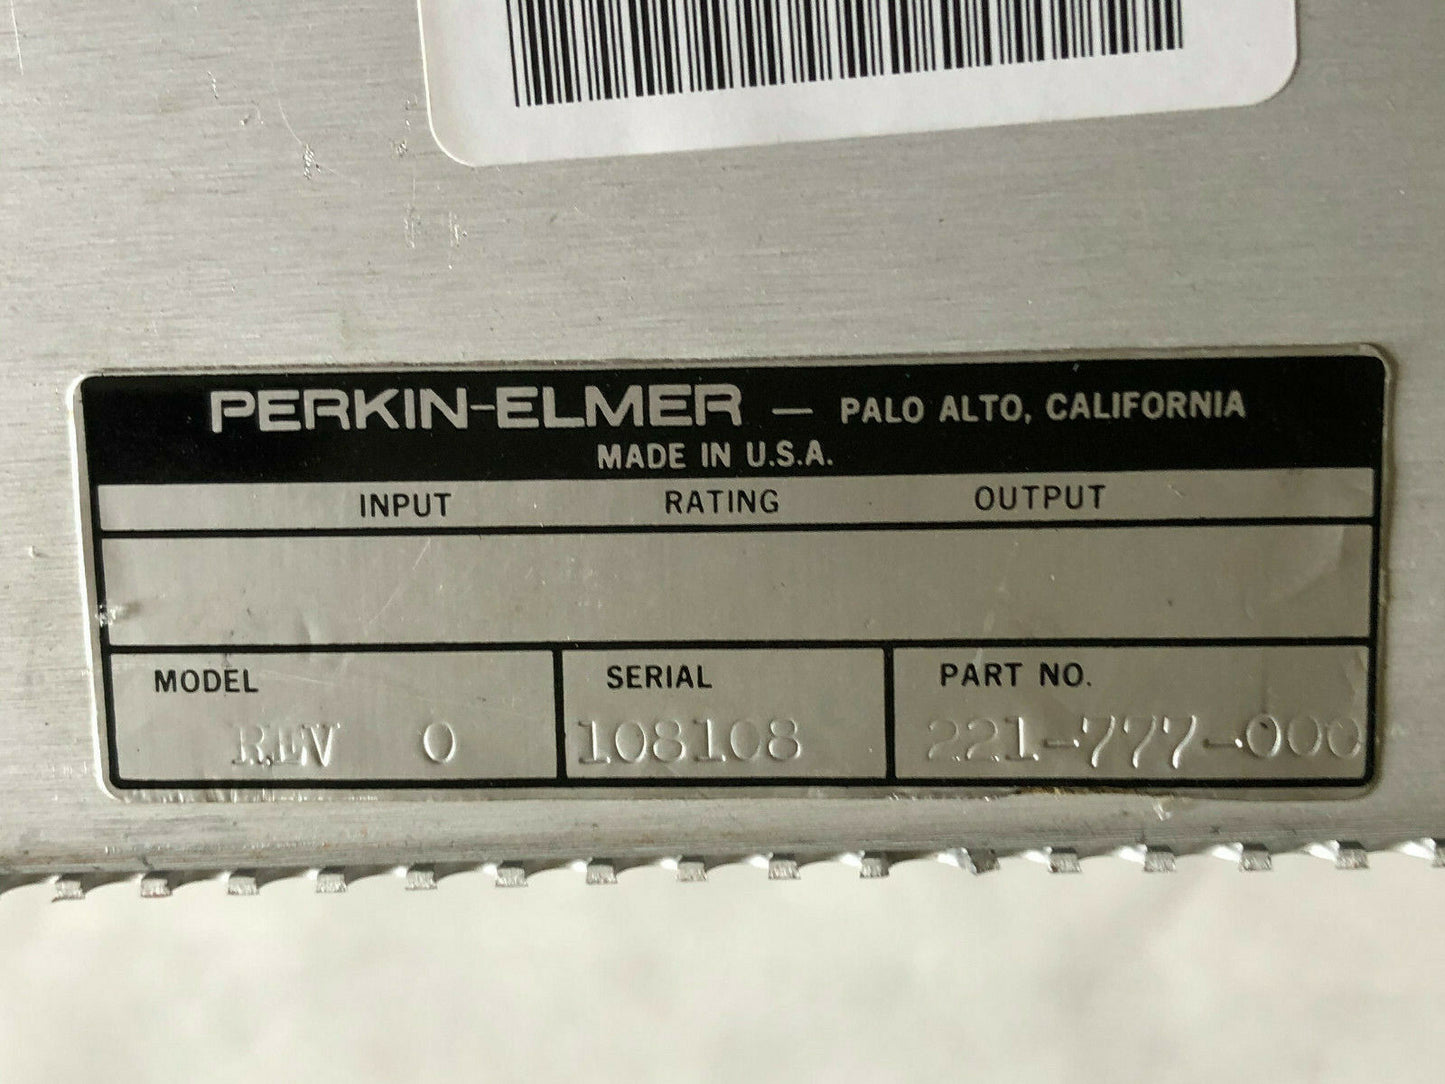 PERKIN-ELMER — PALO ALTO, CALIFORNIA
MADE IN U.S.A.
INPUT RATING OUTPUT
MODEL SERIAL PART NO.
REV 0 108108 221-777-000